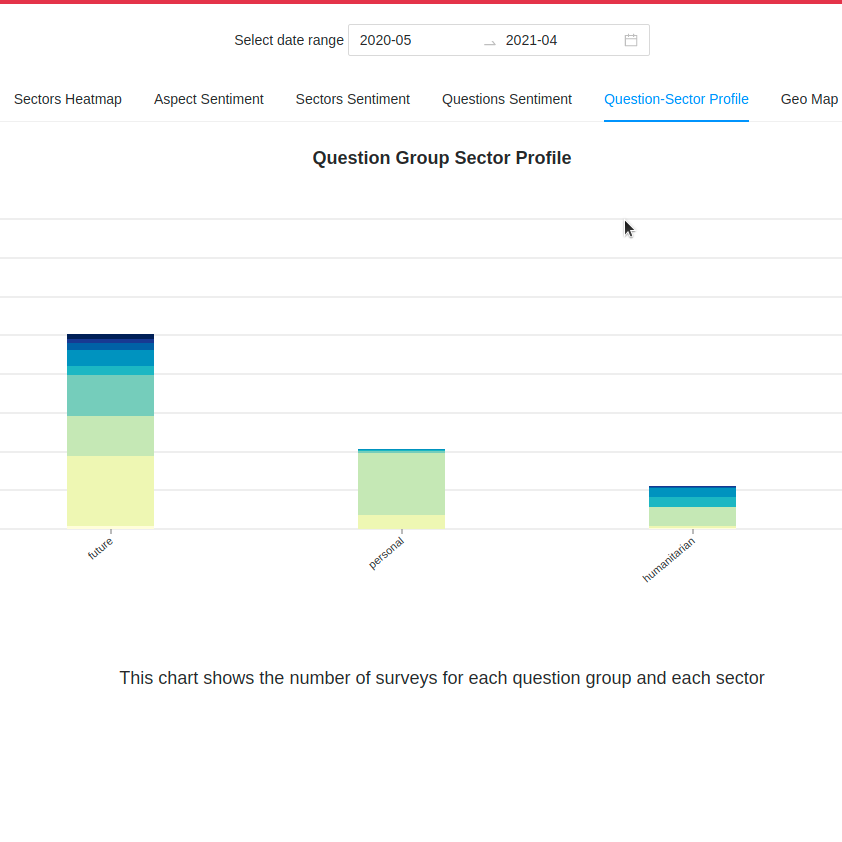 Select date range 2020-05 → 2021-04
Sectors Heatmap Aspect Sentiment Sectors Sentiment Questions Sentiment Question-Sector Profile Geo Map
Question Group Sector Profile
future personal humanitarian
This chart shows the number of surveys for each question group and each sector